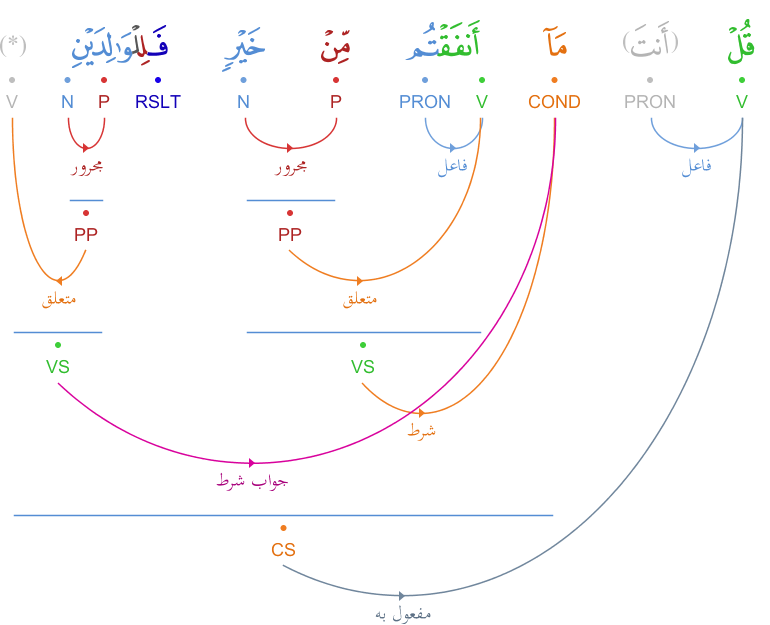 قُلْ (أَنتَ) مَآ أَنفَقْتُم مِّنْ خَيْرٍ فَلِلْوَٰلِدَيْنِ (*)
V PRON COND V PRON P N RSLT P N V
فاعل فاعل مجرور مجرور
PP PP
متعلق متعلق
VS VS
شرط
جواب شرط
CS
مفعول به